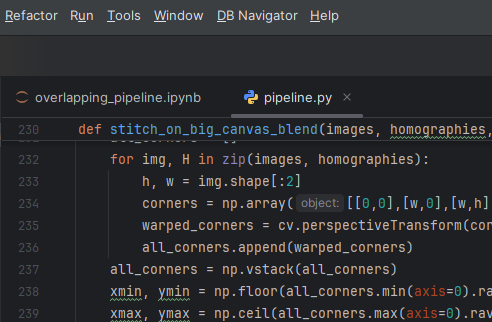 Refactor Run Tools Window DB Navigator Help
overlapping_pipeline.ipynb pipeline.py ×
230 def stitch_on_big_canvas_blend(images, homographies,
232 for img, H in zip(images, homographies):
233 h, w = img.shape[:2]
234 corners = np.array( object: [[0,0],[w,0],[w,h]
235 warped_corners = cv.perspectiveTransform(cor
236 all_corners.append(warped_corners)
237 all_corners = np.vstack(all_corners)
238 xmin, ymin = np.floor(all_corners.min(axis=0).ra
239 xmax, ymax = np.ceil(all_corners.max(axis=0).rav